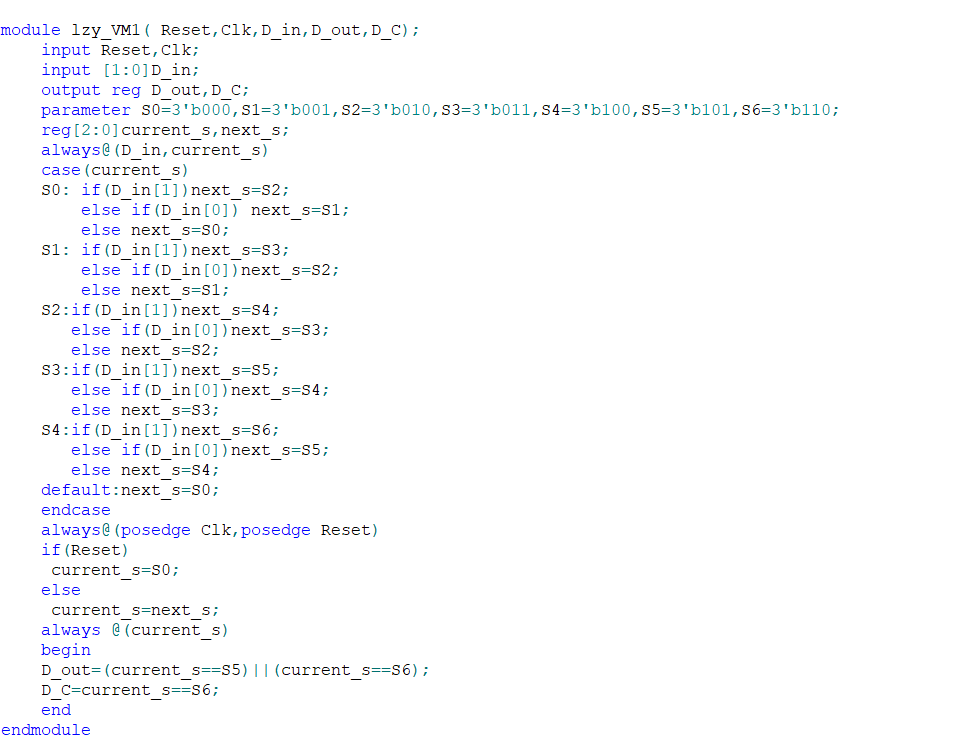 module lzy_VM1( Reset,Clk,D_in,D_out,D_C);
    input Reset,Clk;
    input [1:0]D_in;
    output reg D_out,D_C;
    parameter S0=3'b000,S1=3'b001,S2=3'b010,S3=3'b011,S4=3'b100,S5=3'b101,S6=3'b110;
    reg[2:0]current_s,next_s;
    always@(D_in,current_s)
    case(current_s)
    S0: if(D_in[1])next_s=S2;
        else if(D_in[0]) next_s=S1;
        else next_s=S0;
    S1: if(D_in[1])next_s=S3;
        else if(D_in[0])next_s=S2;
        else next_s=S1;
    S2:if(D_in[1])next_s=S4;
       else if(D_in[0])next_s=S3;
       else next_s=S2;
    S3:if(D_in[1])next_s=S5;
       else if(D_in[0])next_s=S4;
       else next_s=S3;
    S4:if(D_in[1])next_s=S6;
       else if(D_in[0])next_s=S5;
       else next_s=S4;
    default:next_s=S0;
    endcase
    always@(posedge Clk,posedge Reset)
    if(Reset)
     current_s=S0;
    else
     current_s=next_s;
    always @(current_s)
    begin
    D_out=(current_s==S5)||(current_s==S6);
    D_C=current_s==S6;
    end
endmodule